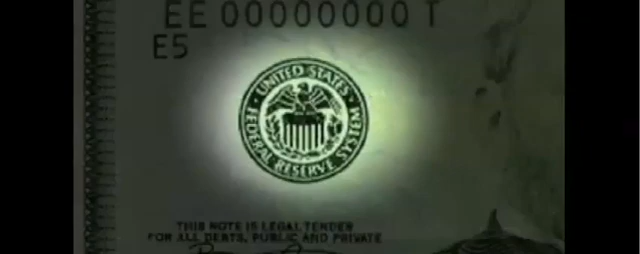 EE 00000000 T
E5
UNITED STATES
FEDERAL RESERVE SYSTEM
THIS NOTE IS LEGAL TENDER
FOR ALL DEBTS, PUBLIC AND PRIVATE